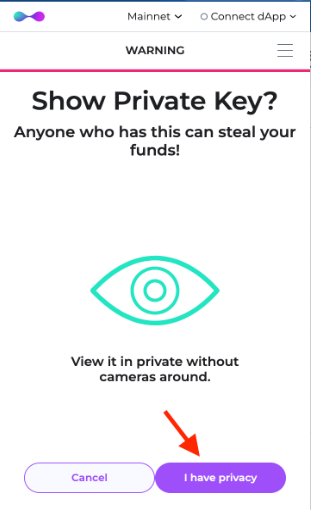 Mainnet Connect dApp
WARNING
Show Private Key?
Anyone who has this can steal your
funds!
View it in private without
cameras around.
Cancel I have privacy